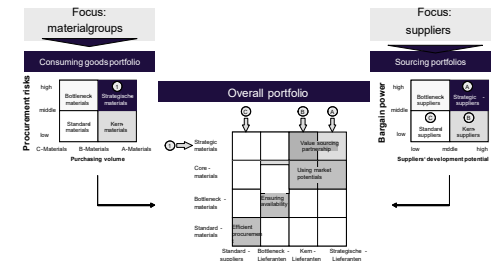 Focus:
materialgroups
Consuming goods portfolio
Procurement risks
high
middle
low
Bottleneck
materials
1
Strategische
materials
Standard
materials
Kern-
materials
C-Materials
B-Materials
A-Materials
Purchasing volume
Overall portfolio
C
B
A
1
Strategic
materials
Core -
materials
Bottleneck -
materials
Standard -
materials
Value sourcing
partnership
Using market
potentials
Ensuring
availability
Efficient
procuremen
Standard -
suppliers
Bottleneck -
Lieferanten
Kern -
Lieferanten
Strategische -
Lieferanten
Focus:
suppliers
Sourcing portfolios
Bargain power
high
middle
low
Bottleneck
suppliers
A
Strategic -
suppliers
C
Standard
suppliers
B
Kern-
suppliers
low
middle
high
Suppliers' development potential